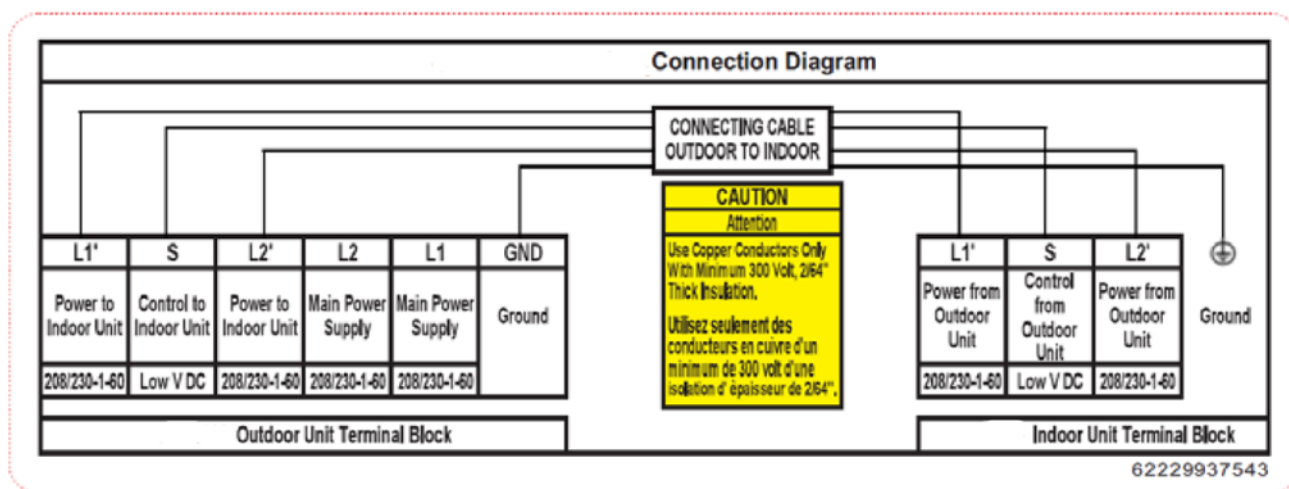 Connection Diagram
CONNECTING CABLE
OUTDOOR TO INDOOR
CAUTION
Attention
Use Copper Conductors Only
With Minimum 300 Volt, 2/64"
Thick Insulation.
Utilisez seulement des
conducteurs en cuivre d'un
minimum de 300 volt d'une
isolation d' èpaisseur de 2/64".
L1' S L2' L2 L1 GND
Power to
Indoor Unit
Control to
Indoor Unit
Power to
Indoor Unit
Main Power
Supply
Main Power
Supply
Ground
208/230-1-60 Low V DC 208/230-1-60 208/230-1-60 208/230-1-60
Outdoor Unit Terminal Block
L1' S L2'
Power from
Outdoor
Unit
Control
from
Outdoor
Unit
Power from
Outdoor
Unit
Ground
208/230-1-60 Low V DC 208/230-1-60
Indoor Unit Terminal Block
62229937543